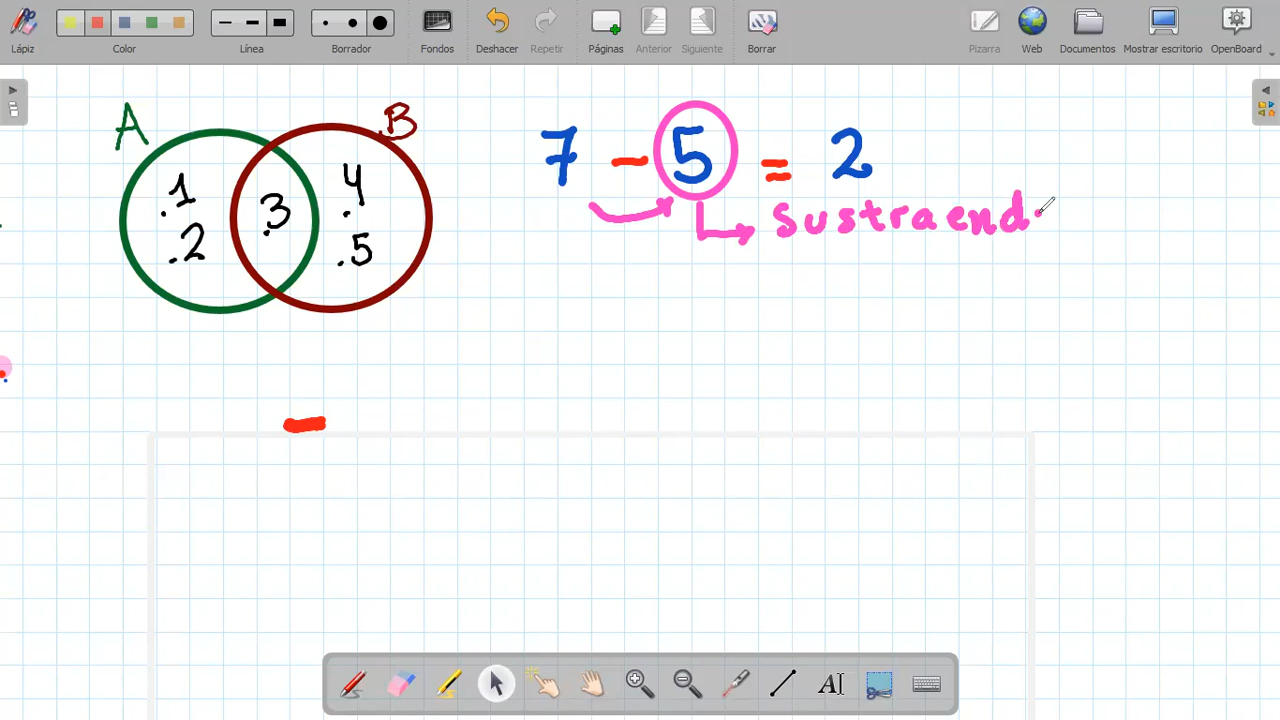 Lápiz
Color
Línea
Borrador
Fondos
Deshacer
Repetir
Páginas
Anterior
Siguiente
Borrar
Pizarra
Web
Documentos
Mostrar escritorio
OpenBoard
A B
.1 .2 .3 .4 .5
7 - 5 = 2
Sustraend
AI